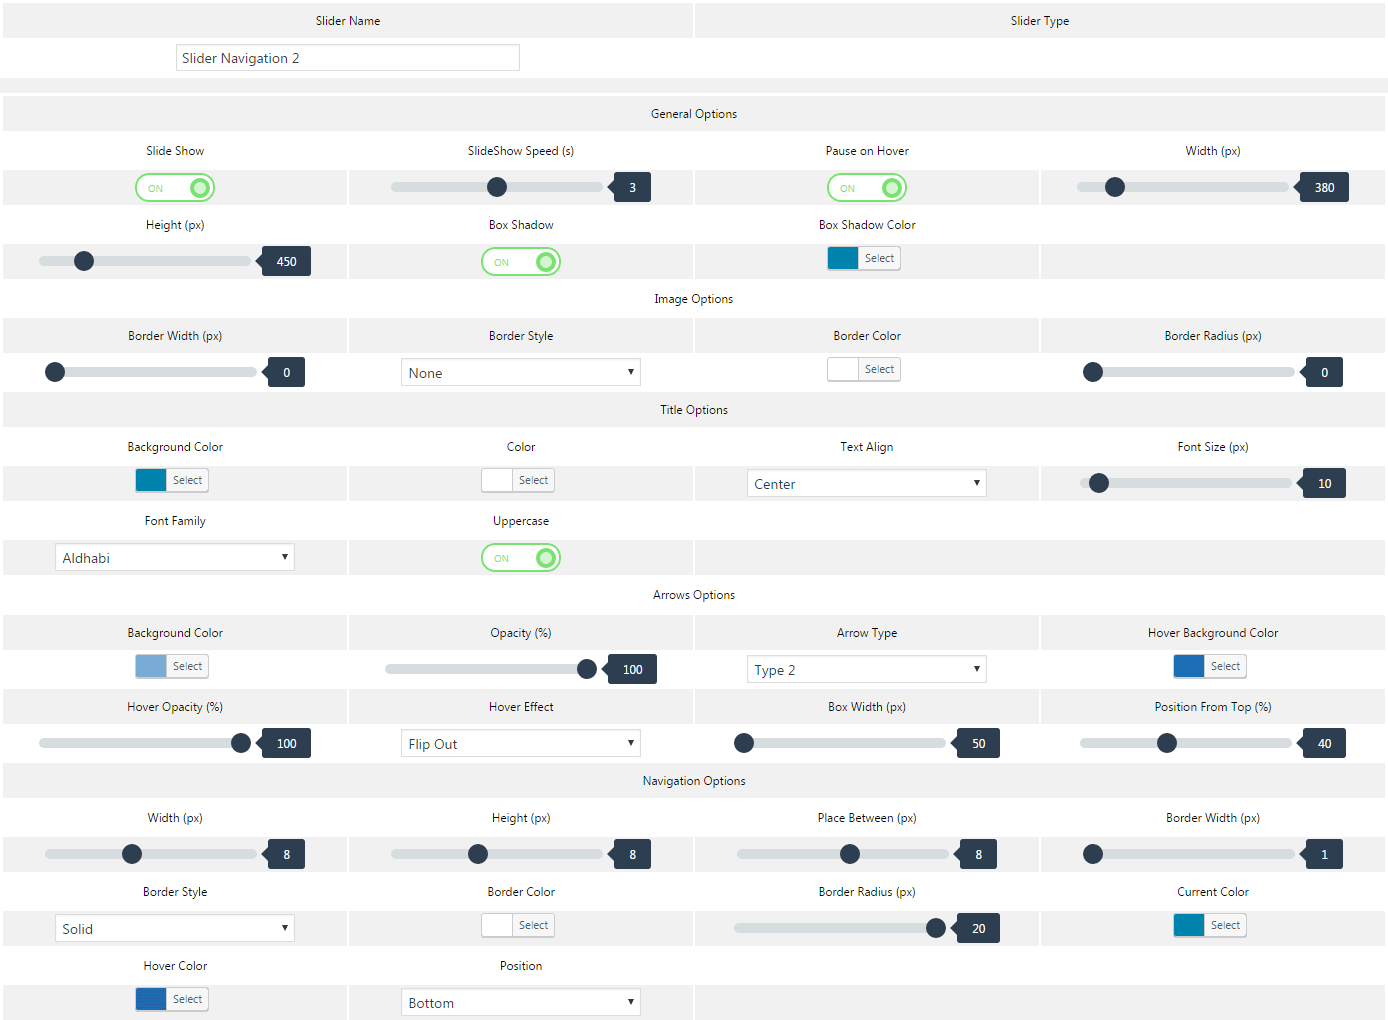 Slider Name Slider Type
Slider Navigation 2
General Options
Slide Show SlideShow Speed (s) Pause on Hover Width (px)
ON 3 ON 380
Height (px) Box Shadow Box Shadow Color
450 ON Select
Image Options
Border Width (px) Border Style Border Color Border Radius (px)
0 None Select 0
Title Options
Background Color Color Text Align Font Size (px)
Select Select Center 10
Font Family Uppercase
Aldhabi ON
Arrows Options
Background Color Opacity (%) Arrow Type Hover Background Color
Select 100 Type 2 Select
Hover Opacity (%) Hover Effect Box Width (px) Position From Top (%)
100 Flip Out 50 40
Navigation Options
Width (px) Height (px) Place Between (px) Border Width (px)
8 8 8 1
Border Style Border Color Border Radius (px) Current Color
Solid Select 20 Select
Hover Color Position
Select Bottom